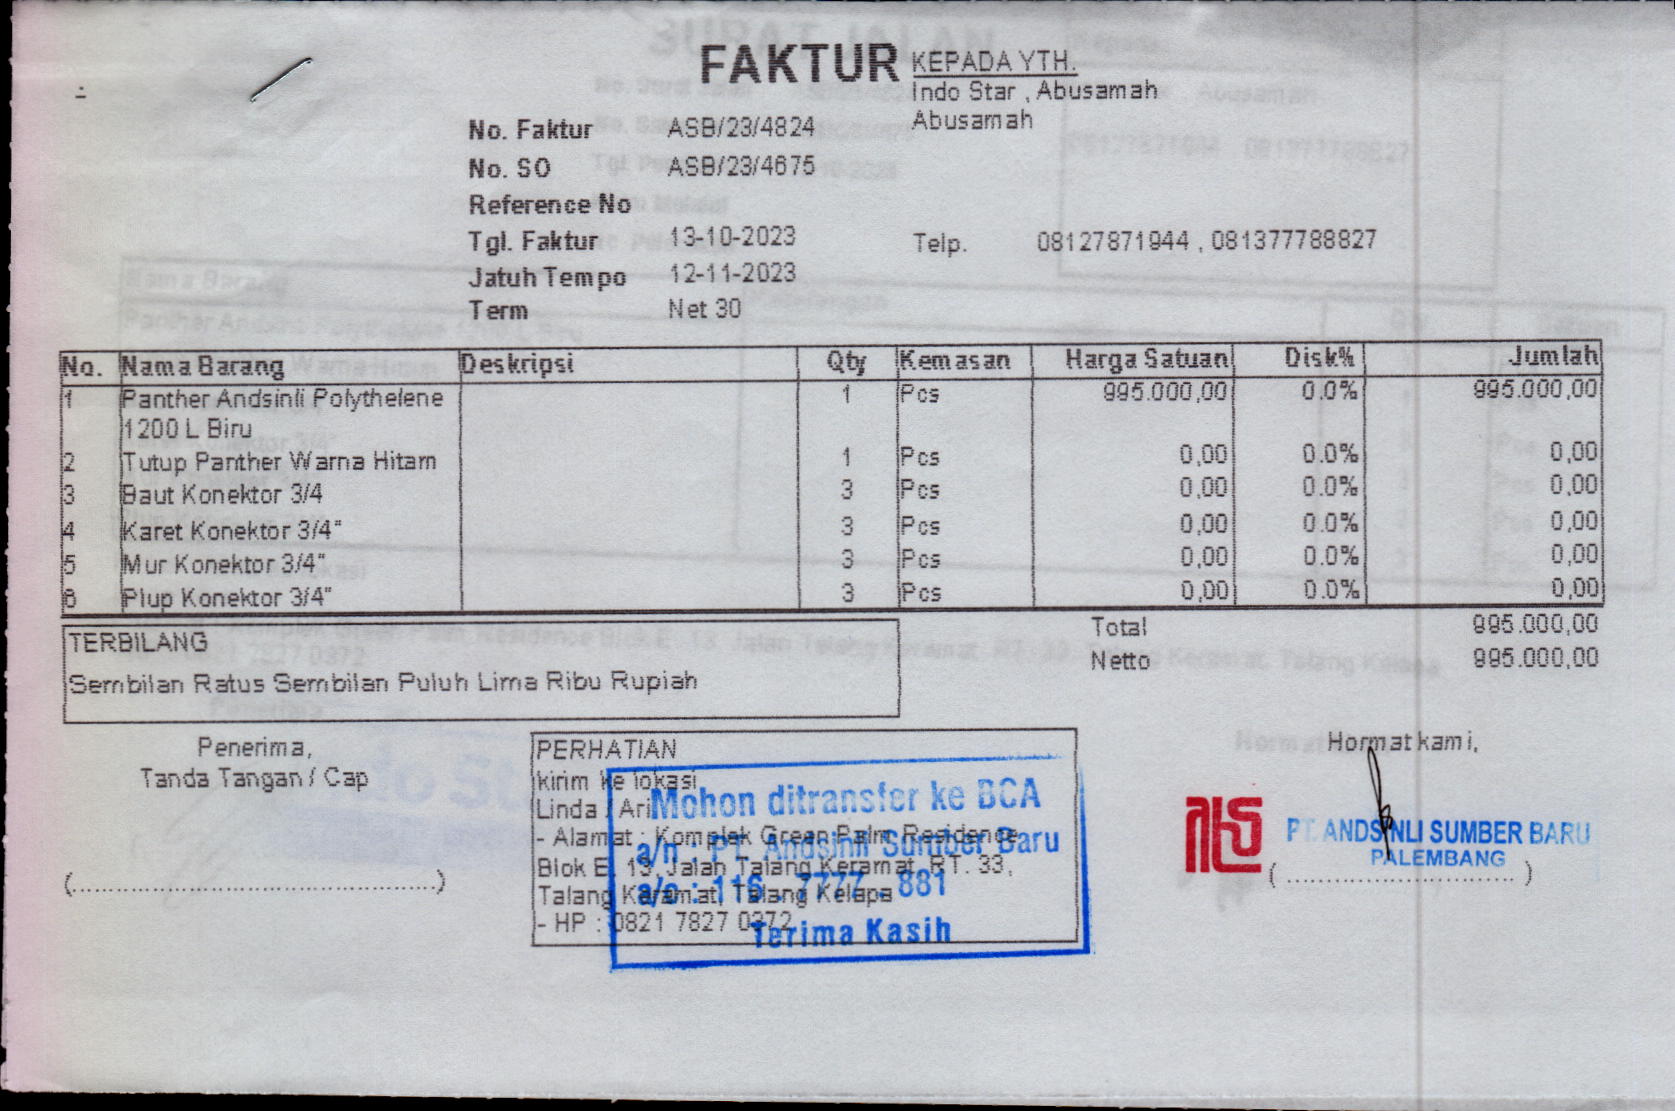 FAKTUR
KEPADA YTH.
Indo Star , Abusamah
Abusamah
No. Faktur ASB/23/4824
No. SO ASB/23/4675
Reference No
Tgl. Faktur 13-10-2023
Telp. 08127871944 , 081377788827
Jatuh Tempo 12-11-2023
Term Net 30
No. Nama Barang Deskripsi Qty Kemasan Harga Satuan Disk% Jumlah
1 Panther Andsinli Polythelene 1 Pcs 995.000,00 0.0% 995.000,00
1200 L Biru
2 Tutup Panther Warna Hitam 1 Pcs 0,00 0.0% 0,00
3 Baut Konektor 3/4 3 Pcs 0,00 0.0% 0,00
4 Karet Konektor 3/4" 3 Pcs 0,00 0.0% 0,00
5 Mur Konektor 3/4" 3 Pcs 0,00 0.0% 0,00
6 Plup Konektor 3/4" 3 Pcs 0,00 0.0% 0,00
Total 995.000,00
Netto 995.000,00
TERBILANG
Sembilan Ratus Sembilan Puluh Lima Ribu Rupiah
Penerima,
Tanda Tangan / Cap
(....................................)
PERHATIAN
kirim ke lokasi
Linda / Ari
- Alamat : Komplek Green Palm Residence
Blok E. 13, Jalan Talang Keramat, RT. 33,
Talang Keramat, Talang Kelapa
- HP : 0821 7827 0372
Mohon ditransfer ke BCA
a/n : PT. Andsinli Sumber Baru
a/c : 116 . 7777 . 881
Terima Kasih
Hormat kami,
PT. ANDSINLI SUMBER BARU
PALEMBANG
( ............................ )